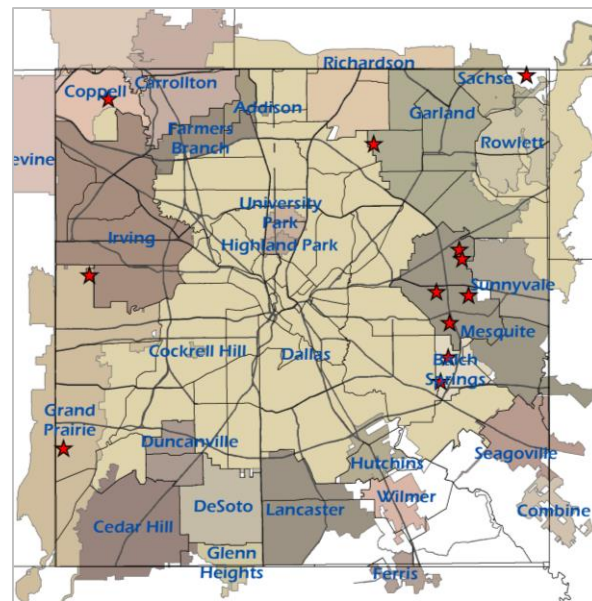 Richardson
Carrollton
Coppell
Sachse
Addison
Garland
Farmers
Branch
Rowlett
evine
University
Park
Irving
Highland Park
Sunnyvale
Mesquite
Cockrell Hill
Dallas
Balch
Springs
Grand
Prairie
Duncanville
Seagoville
Hutchins
Wilmer
DeSoto
Lancaster
Combine
Cedar Hill
Glenn
Heights
Ferris